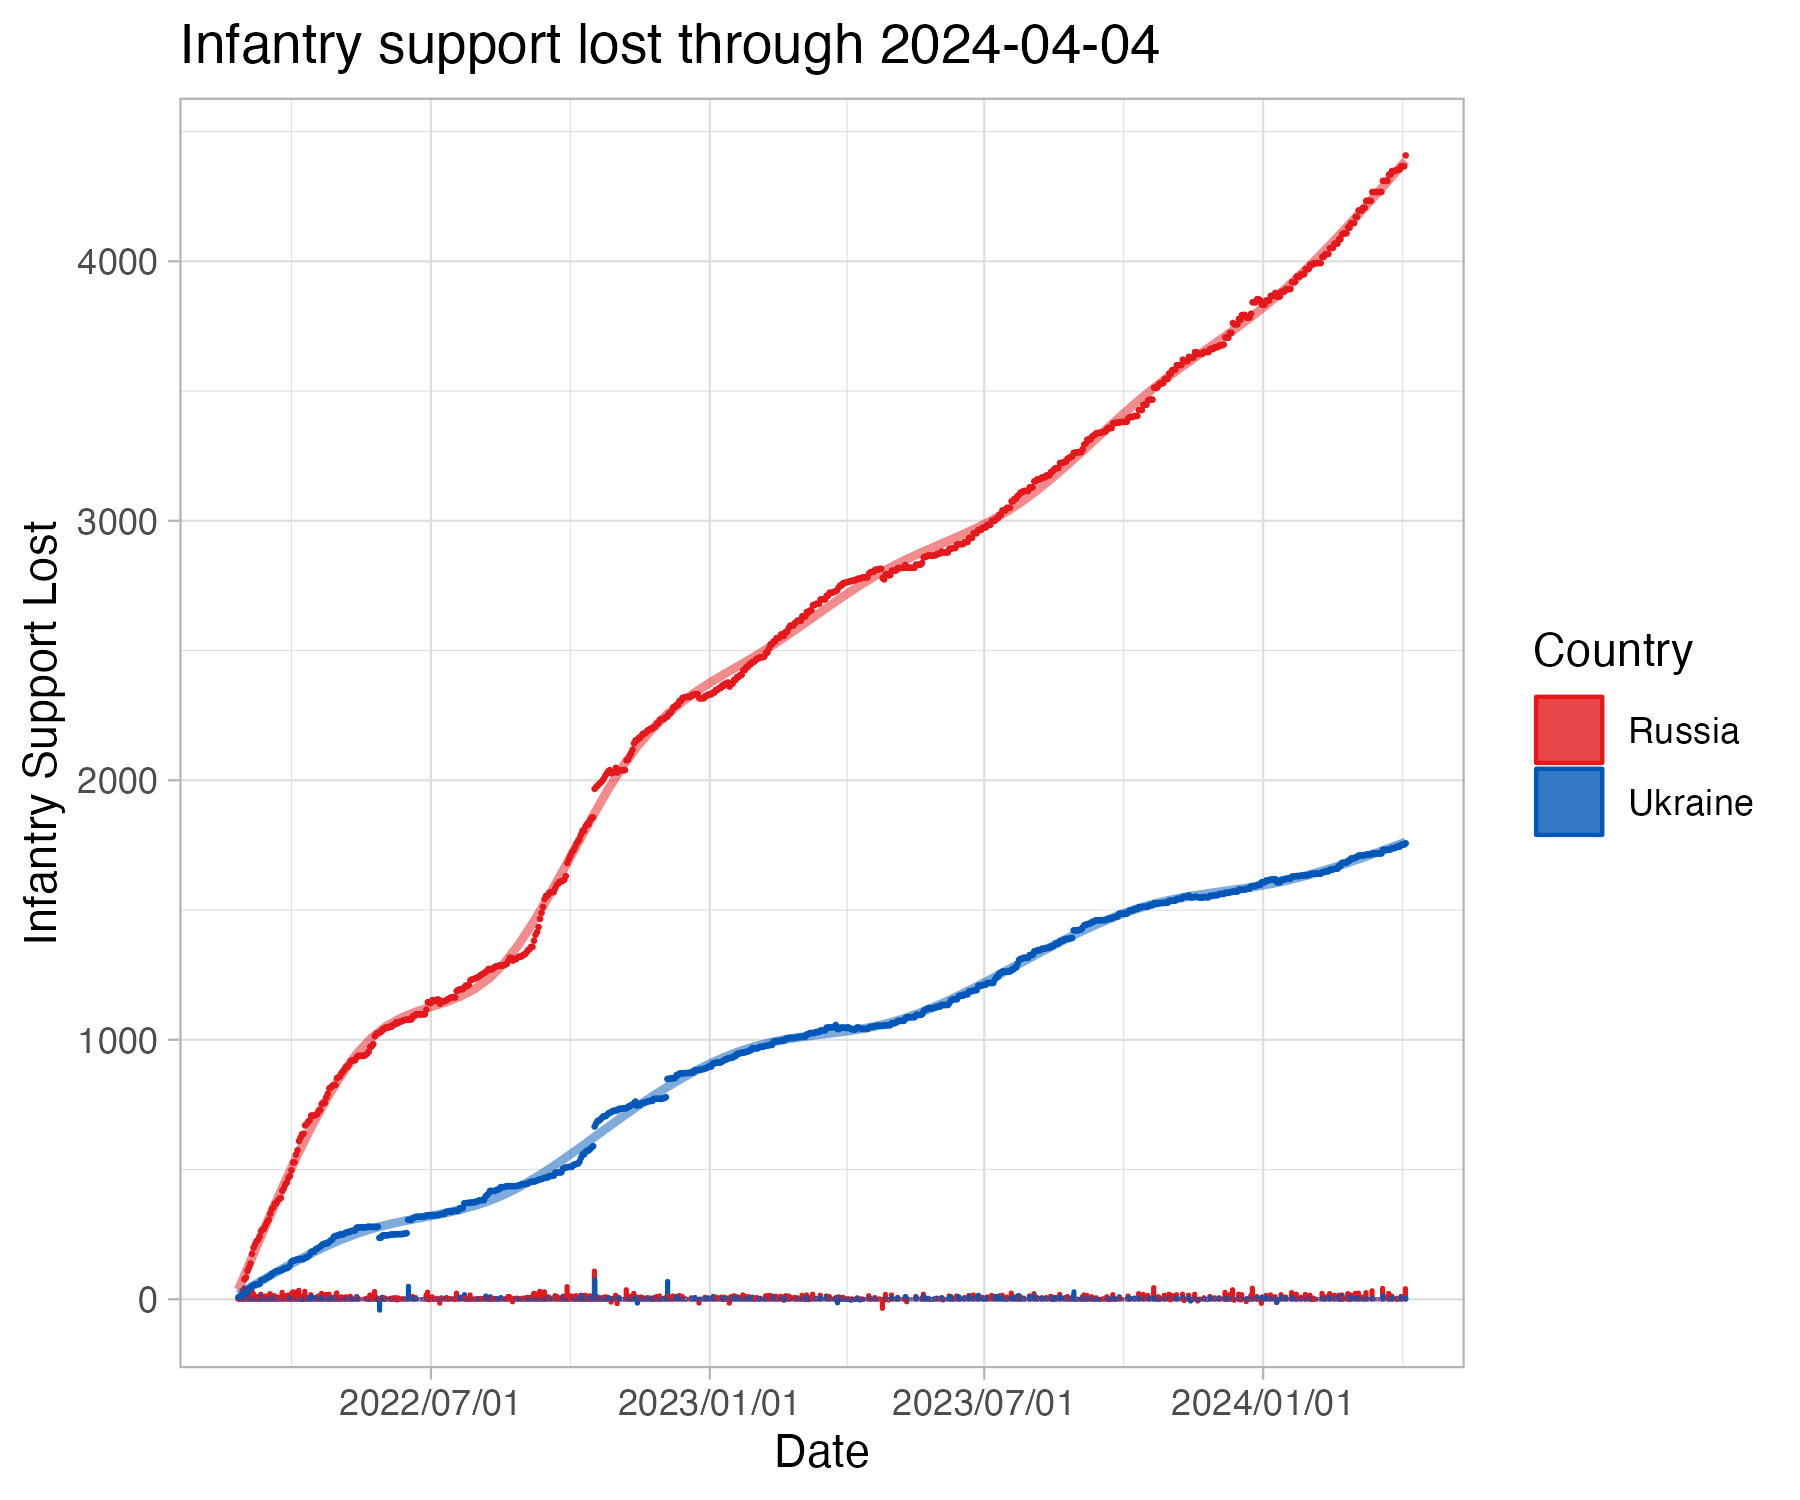 Infantry support lost through 2024-04-04
Infantry Support Lost
4000
3000
2000
1000
0
2022/07/01 2023/01/01 2023/07/01 2024/01/01
Date
Country
Russia
Ukraine